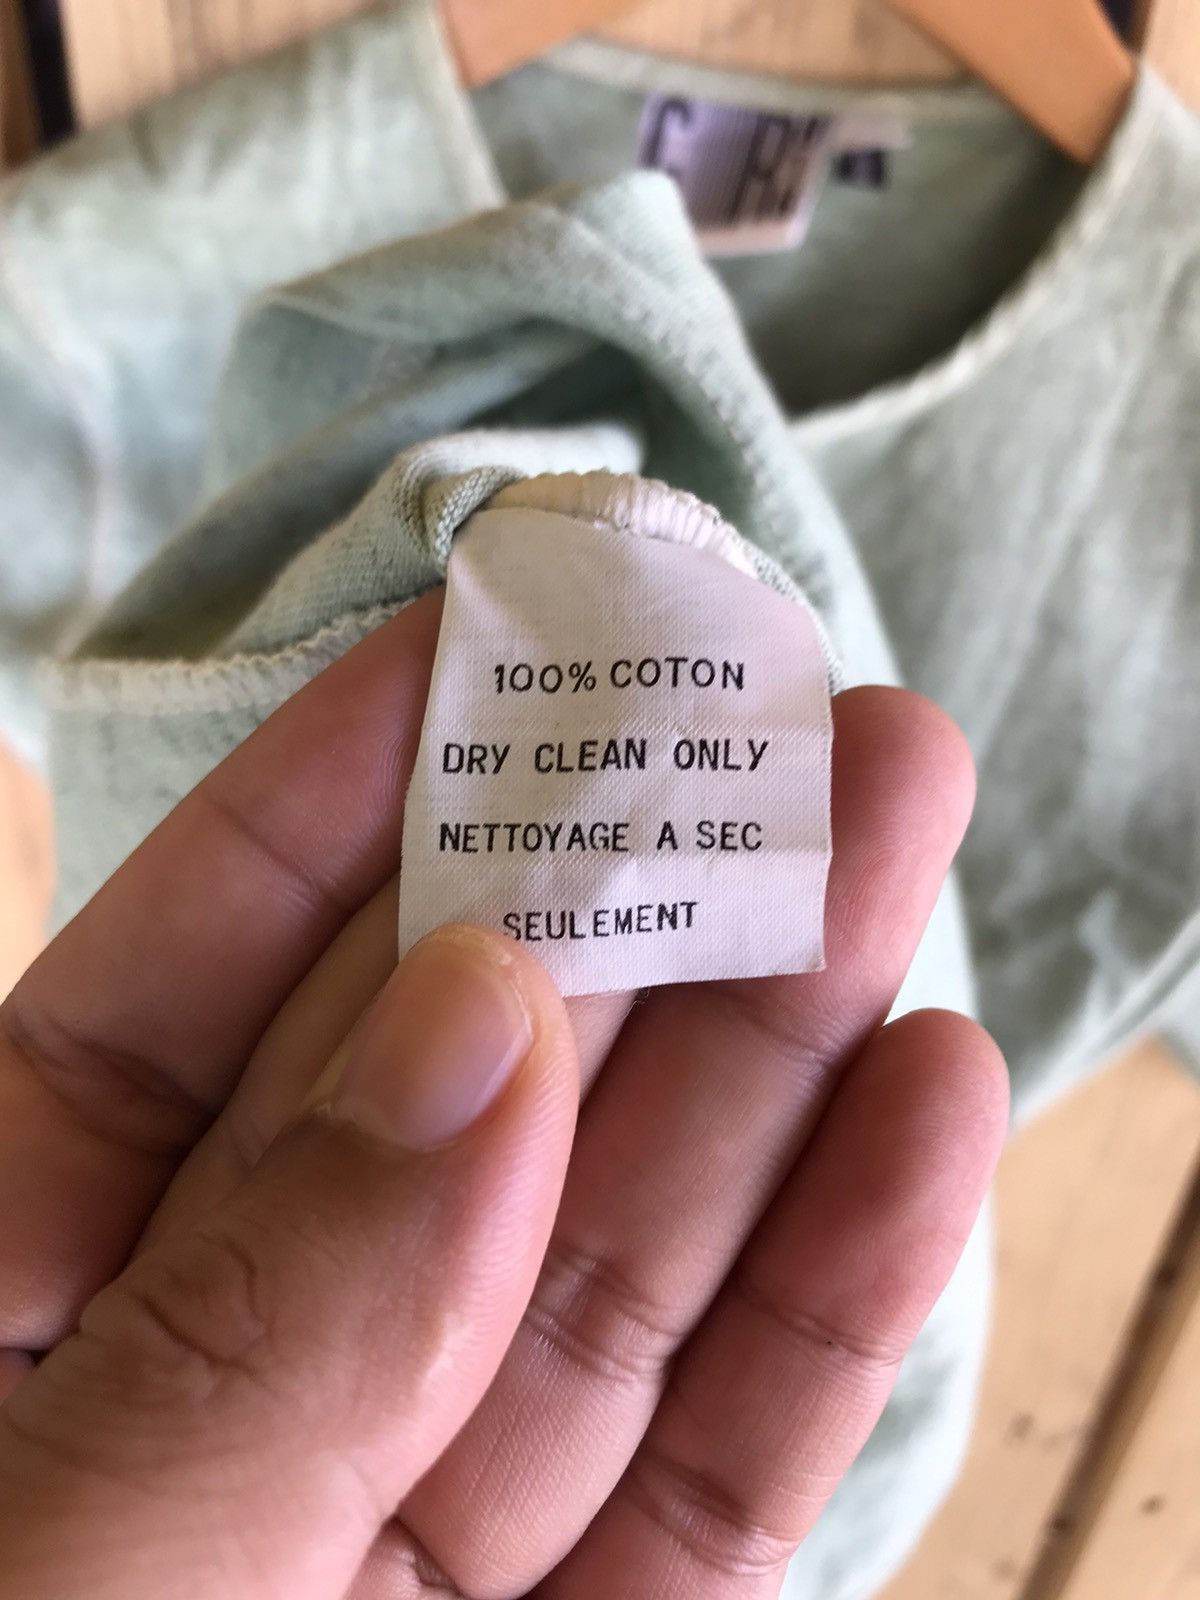 100% COTON
DRY CLEAN ONLY
NETTOYAGE A SEC
SEULEMENT